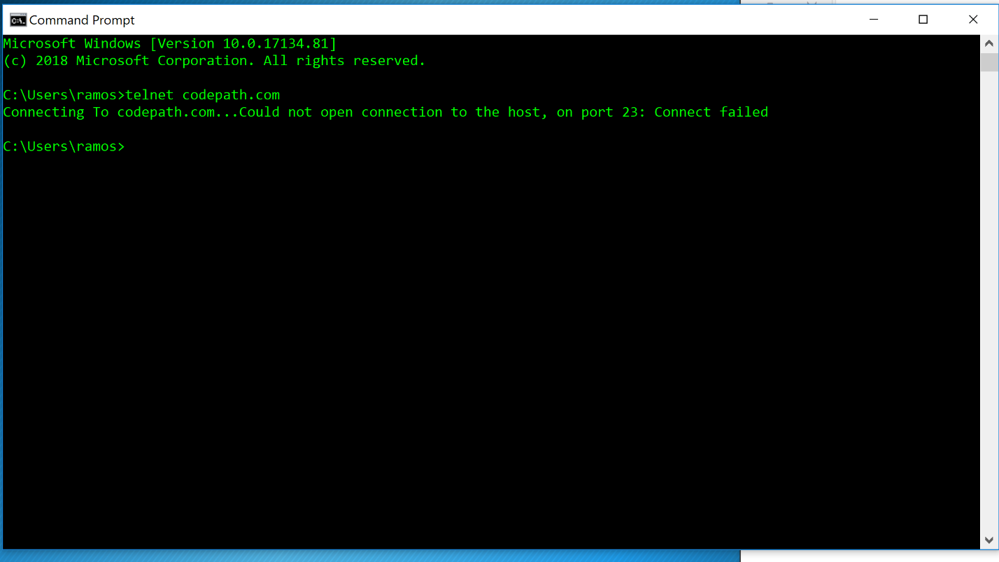 Command Prompt
Microsoft Windows [Version 10.0.17134.81]
(c) 2018 Microsoft Corporation. All rights reserved.
C:\Users\ramos>telnet codepath.com
Connecting To codepath.com...Could not open connection to the host, on port 23: Connect failed
C:\Users\ramos>